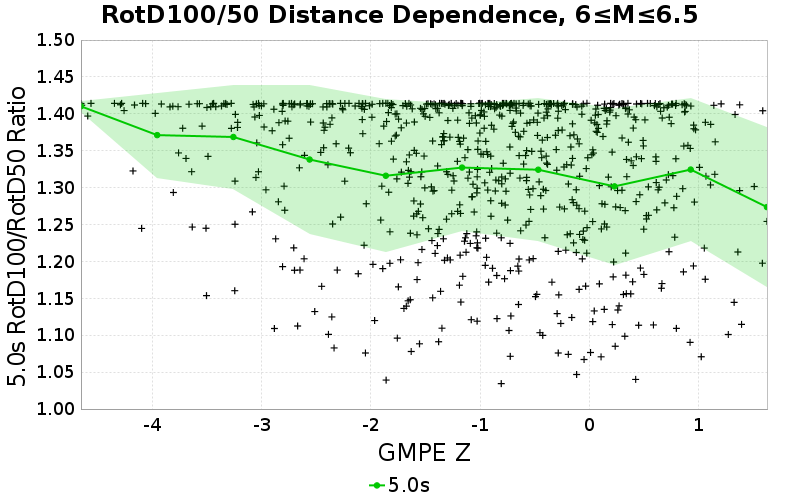 RotD100/50 Distance Dependence, 6≤M≤6.5
5.0s RotD100/RotD50 Ratio
1.50
1.45
1.40
1.35
1.30
1.25
1.20
1.15
1.10
1.05
1.00
-4 -3 -2 -1 0 1
GMPE Z
5.0s